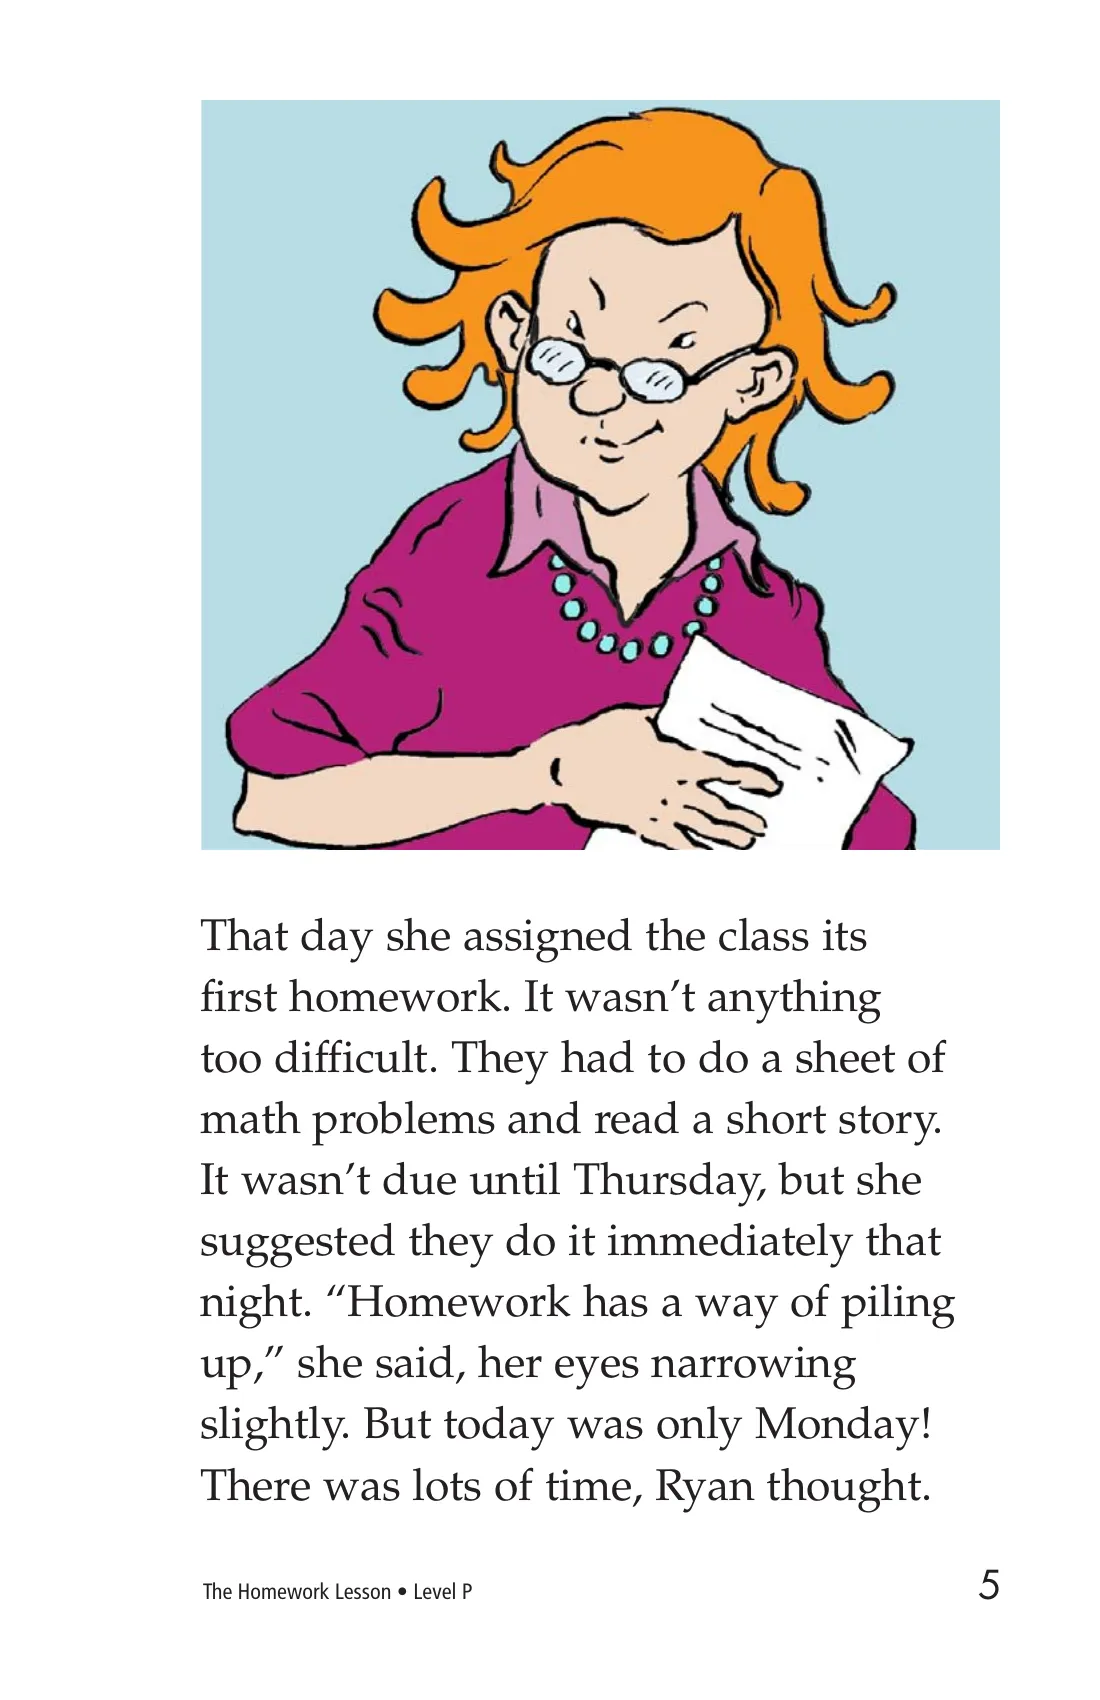 That day she assigned the class its
first homework. It wasn’t anything
too difficult. They had to do a sheet of
math problems and read a short story.
It wasn’t due until Thursday, but she
suggested they do it immediately that
night. “Homework has a way of piling
up,” she said, her eyes narrowing
slightly. But today was only Monday!
There was lots of time, Ryan thought.
The Homework Lesson • Level P
5